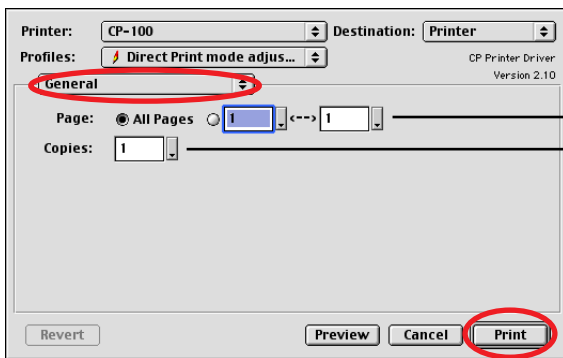 Printer: CP-100 Destination: Printer
Profiles: Direct Print mode adjus... CP Printer Driver
Version 2.10
General
Page: All Pages 1 <--> 1
Copies: 1
Revert Preview Cancel Print